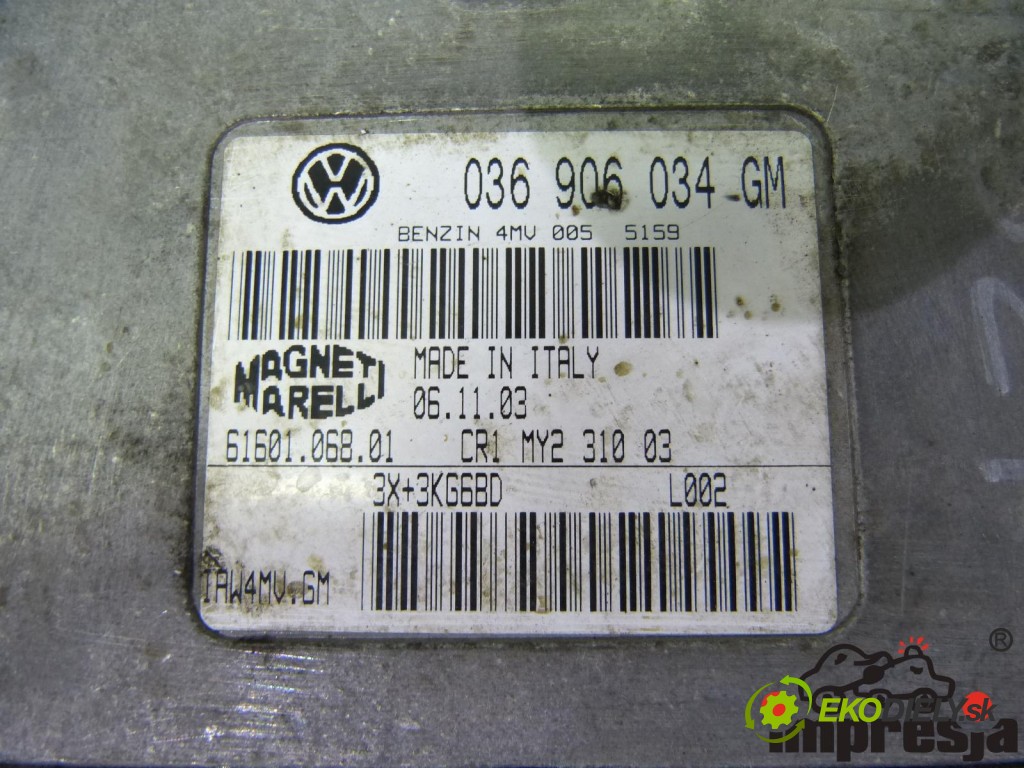 036 906 034 GM
BENZIN 4MV 005 5159
MAGNETI MARELLI
MADE IN ITALY
06.11.03
61601.068.01 CR1 MY2 310 03
3X+3KG6BD L002
IAW4MV.GM
®
EKODIELY.sk
impresja